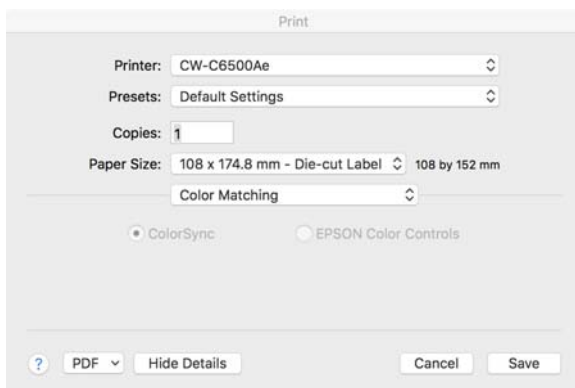 Print
Printer: CW-C6500Ae
Presets: Default Settings
Copies: 1
Paper Size: 108 x 174.8 mm - Die-cut Label 108 by 152 mm
Color Matching
ColorSync EPSON Color Controls
? PDF Hide Details Cancel Save